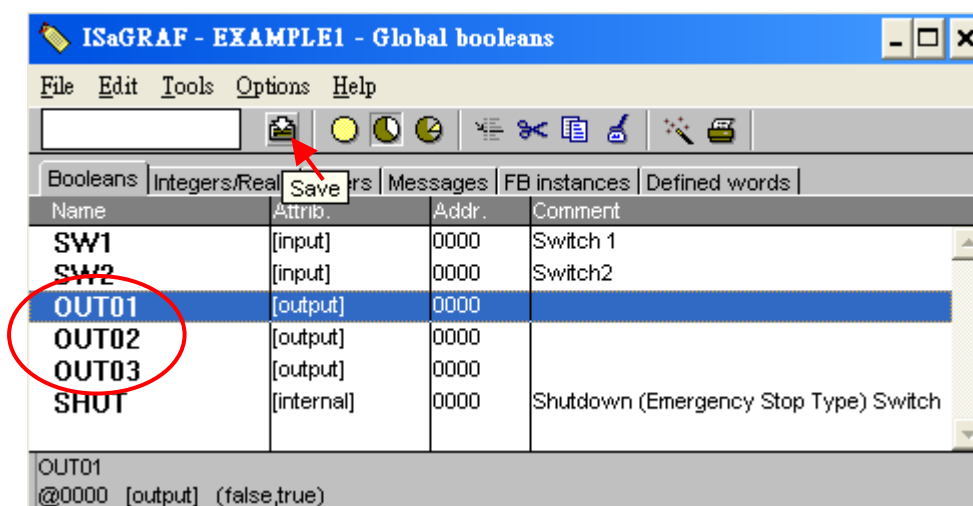 ISaGRAF - EXAMPLE1 - Global booleans
File Edit Tools Options Help
Booleans Integers/Real Messages FB instances Defined words
Save
Name Attrib. Addr. Comment
SW1 [input] 0000 Switch 1
SW2 [input] 0000 Switch2
OUT01 [output] 0000
OUT02 [output] 0000
OUT03 [output] 0000
SHUT [internal] 0000 Shutdown (Emergency Stop Type) Switch
OUT01
@0000 [output] (false,true)